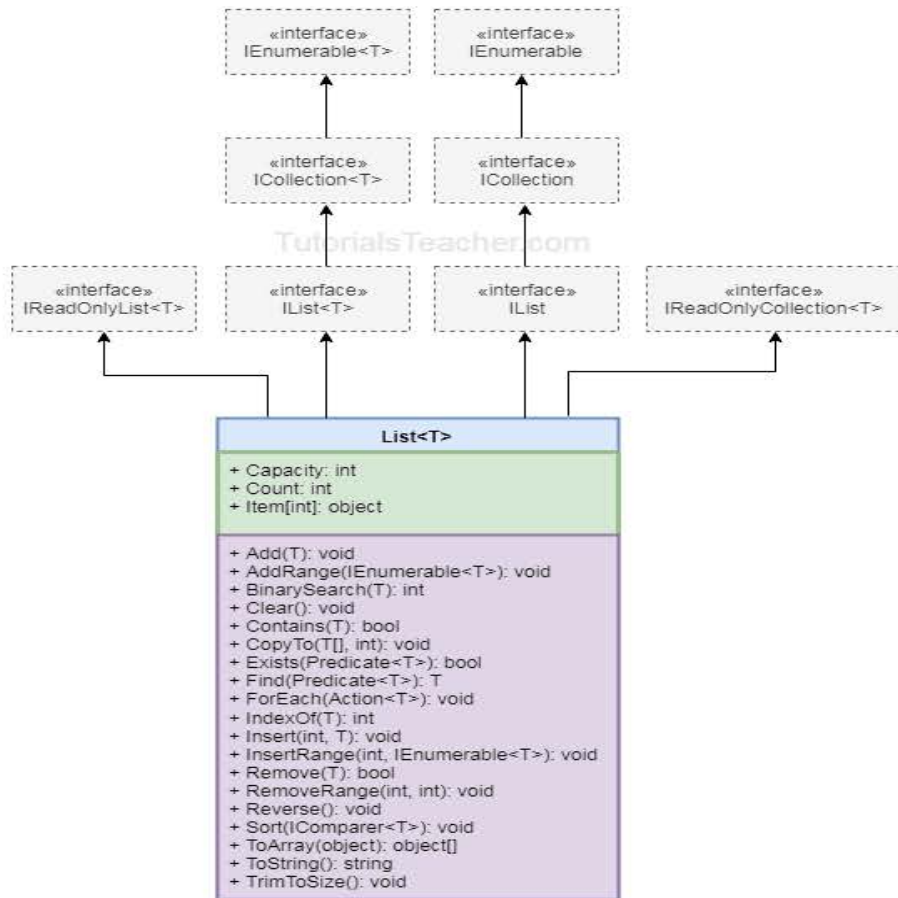 «interface»
IEnumerable<T>
«interface»
IEnumerable
«interface»
ICollection<T>
«interface»
ICollection
TutorialsTeacher.com
«interface»
IReadOnlyList<T>
«interface»
IList<T>
«interface»
IList
«interface»
IReadOnlyCollection<T>
List<T>
+ Capacity: int
+ Count: int
+ Item[int]: object
+ Add(T): void
+ AddRange(IEnumerable<T>): void
+ BinarySearch(T): int
+ Clear(): void
+ Contains(T): bool
+ CopyTo(T[], int): void
+ Exists(Predicate<T>): bool
+ Find(Predicate<T>): T
+ ForEach(Action<T>): void
+ IndexOf(T): int
+ Insert(int, T): void
+ InsertRange(int, IEnumerable<T>): void
+ Remove(T): bool
+ RemoveRange(int, int): void
+ Reverse(): void
+ Sort(IComparer<T>): void
+ ToArray(object): object[]
+ ToString(): string
+ TrimToSize(): void